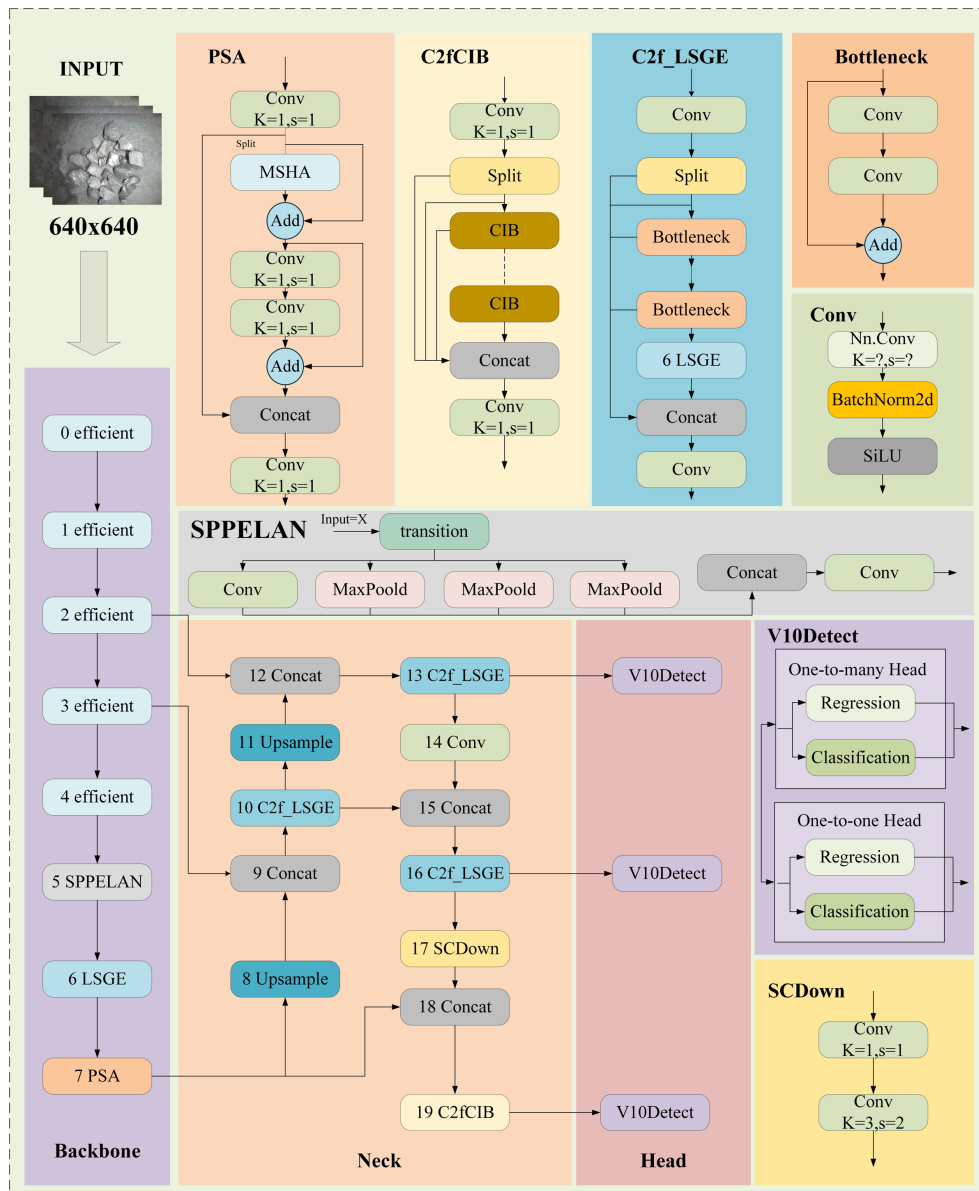 INPUT
640x640
0 efficient
1 efficient
2 efficient
3 efficient
4 efficient
5 SPPELAN
6 LSGE
7 PSA
Backbone
PSA
Conv
K=1,s=1
Split
MSHA
Add
Conv
K=1,s=1
Conv
K=1,s=1
Add
Concat
Conv
K=1,s=1
C2fCIB
Conv
K=1,s=1
Split
CIB
CIB
Concat
Conv
K=1,s=1
C2f_LSGE
Conv
Split
Bottleneck
Bottleneck
6 LSGE
Concat
Conv
Bottleneck
Conv
Conv
Add
Conv
Nn.Conv
K=?,s=?
BatchNorm2d
SiLU
SPPELAN
Input=X
transition
Conv
MaxPoold
MaxPoold
MaxPoold
Concat
Conv
12 Concat
13 C2f_LSGE
11 Upsample
14 Conv
10 C2f_LSGE
15 Concat
9 Concat
16 C2f_LSGE
17 SCDown
8 Upsample
18 Concat
19 C2fCIB
Neck
V10Detect
V10Detect
V10Detect
Head
V10Detect
One-to-many Head
Regression
Classification
One-to-one Head
Regression
Classification
SCDown
Conv
K=1,s=1
Conv
K=3,s=2